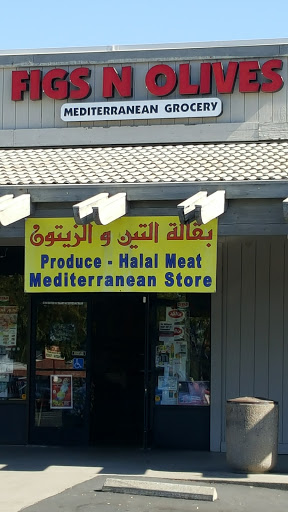 FIGS N OLIVES
MEDITERRANEAN GROCERY
بقالة التين و الزيتون
Produce - Halal Meat
Mediterranean Store